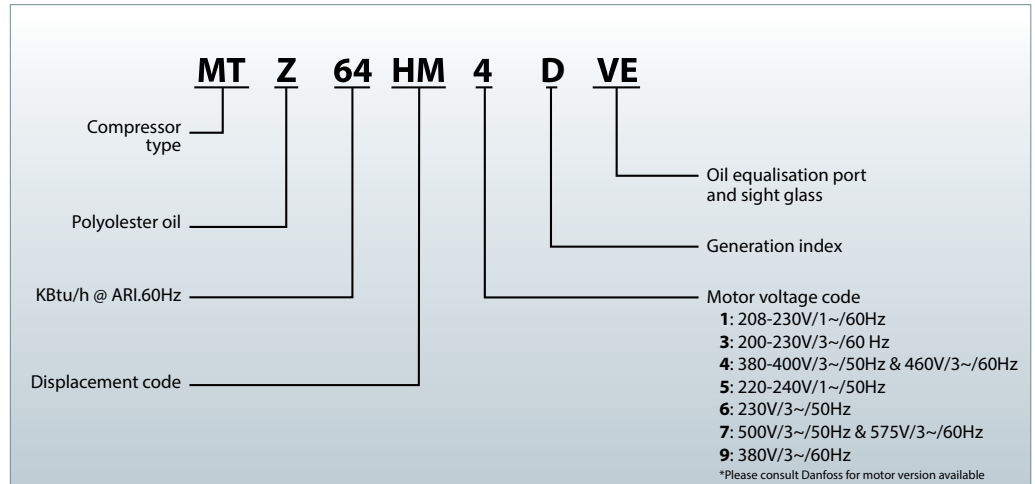 MT Z 64 HM 4 D VE
Compressor
type
Polyolester oil
KBtu/h @ ARI.60Hz
Displacement code
Oil equalisation port
and sight glass
Generation index
Motor voltage code
1: 208-230V/1~/60Hz
3: 200-230V/3~/60 Hz
4: 380-400V/3~/50Hz & 460V/3~/60Hz
5: 220-240V/1~/50Hz
6: 230V/3~/50Hz
7: 500V/3~/50Hz & 575V/3~/60Hz
9: 380V/3~/60Hz
*Please consult Danfoss for motor version available